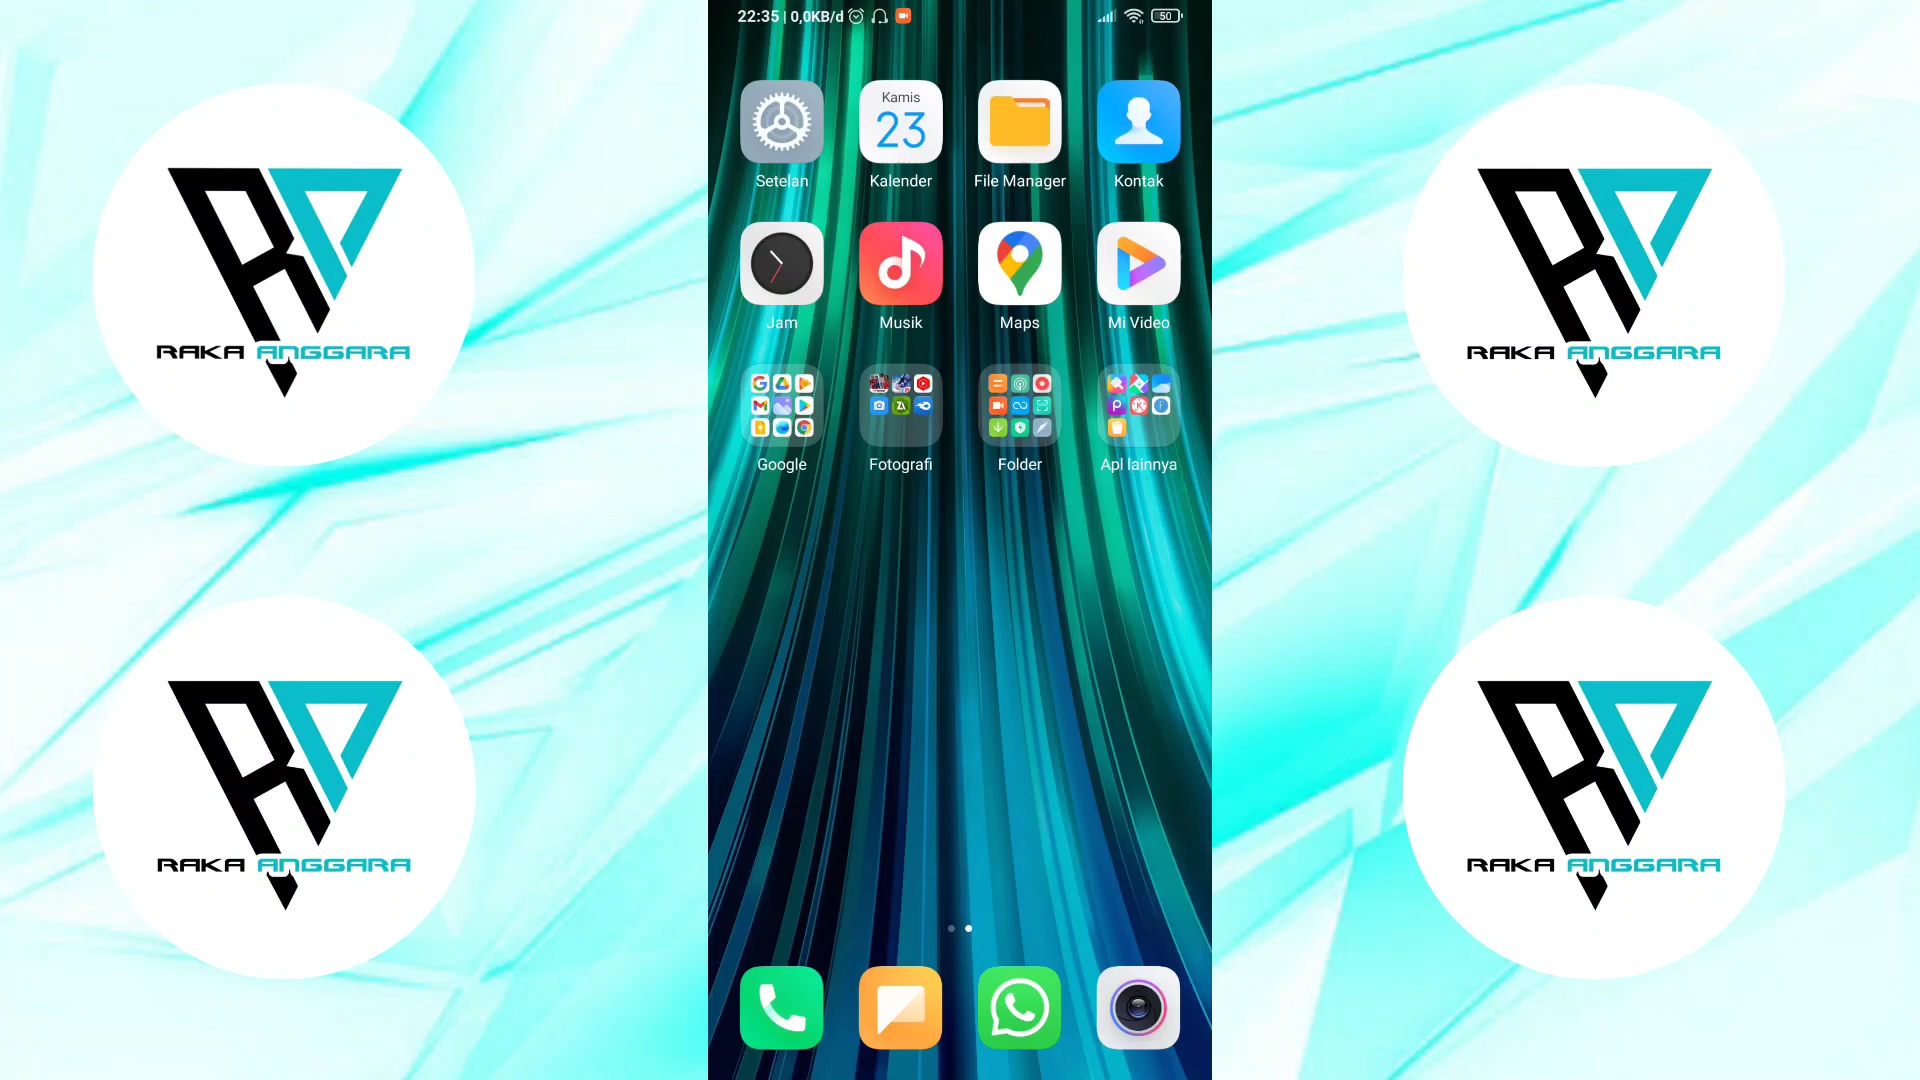 22:35 | 0,0KB/d
50
Kamis
23
Setelan
Kalender
File Manager
Kontak
Jam
Musik
Maps
Mi Video
Google
Fotografi
Folder
Apl lainnya
RAKA ANGGARA
RAKA ANGGARA
RAKA ANGGARA
RAKA ANGGARA